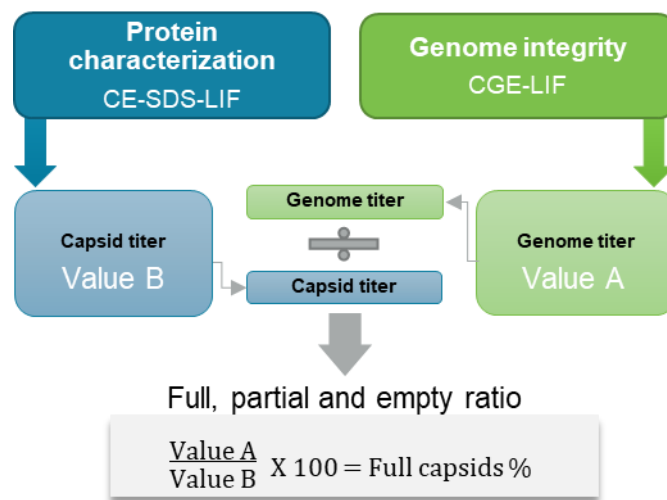 Protein
characterization
CE-SDS-LIF
Genome integrity
CGE-LIF
Capsid titer
Value B
Genome titer
Capsid titer
Genome titer
Value A
Full, partial and empty ratio
Value A
Value B
X 100 = Full capsids %